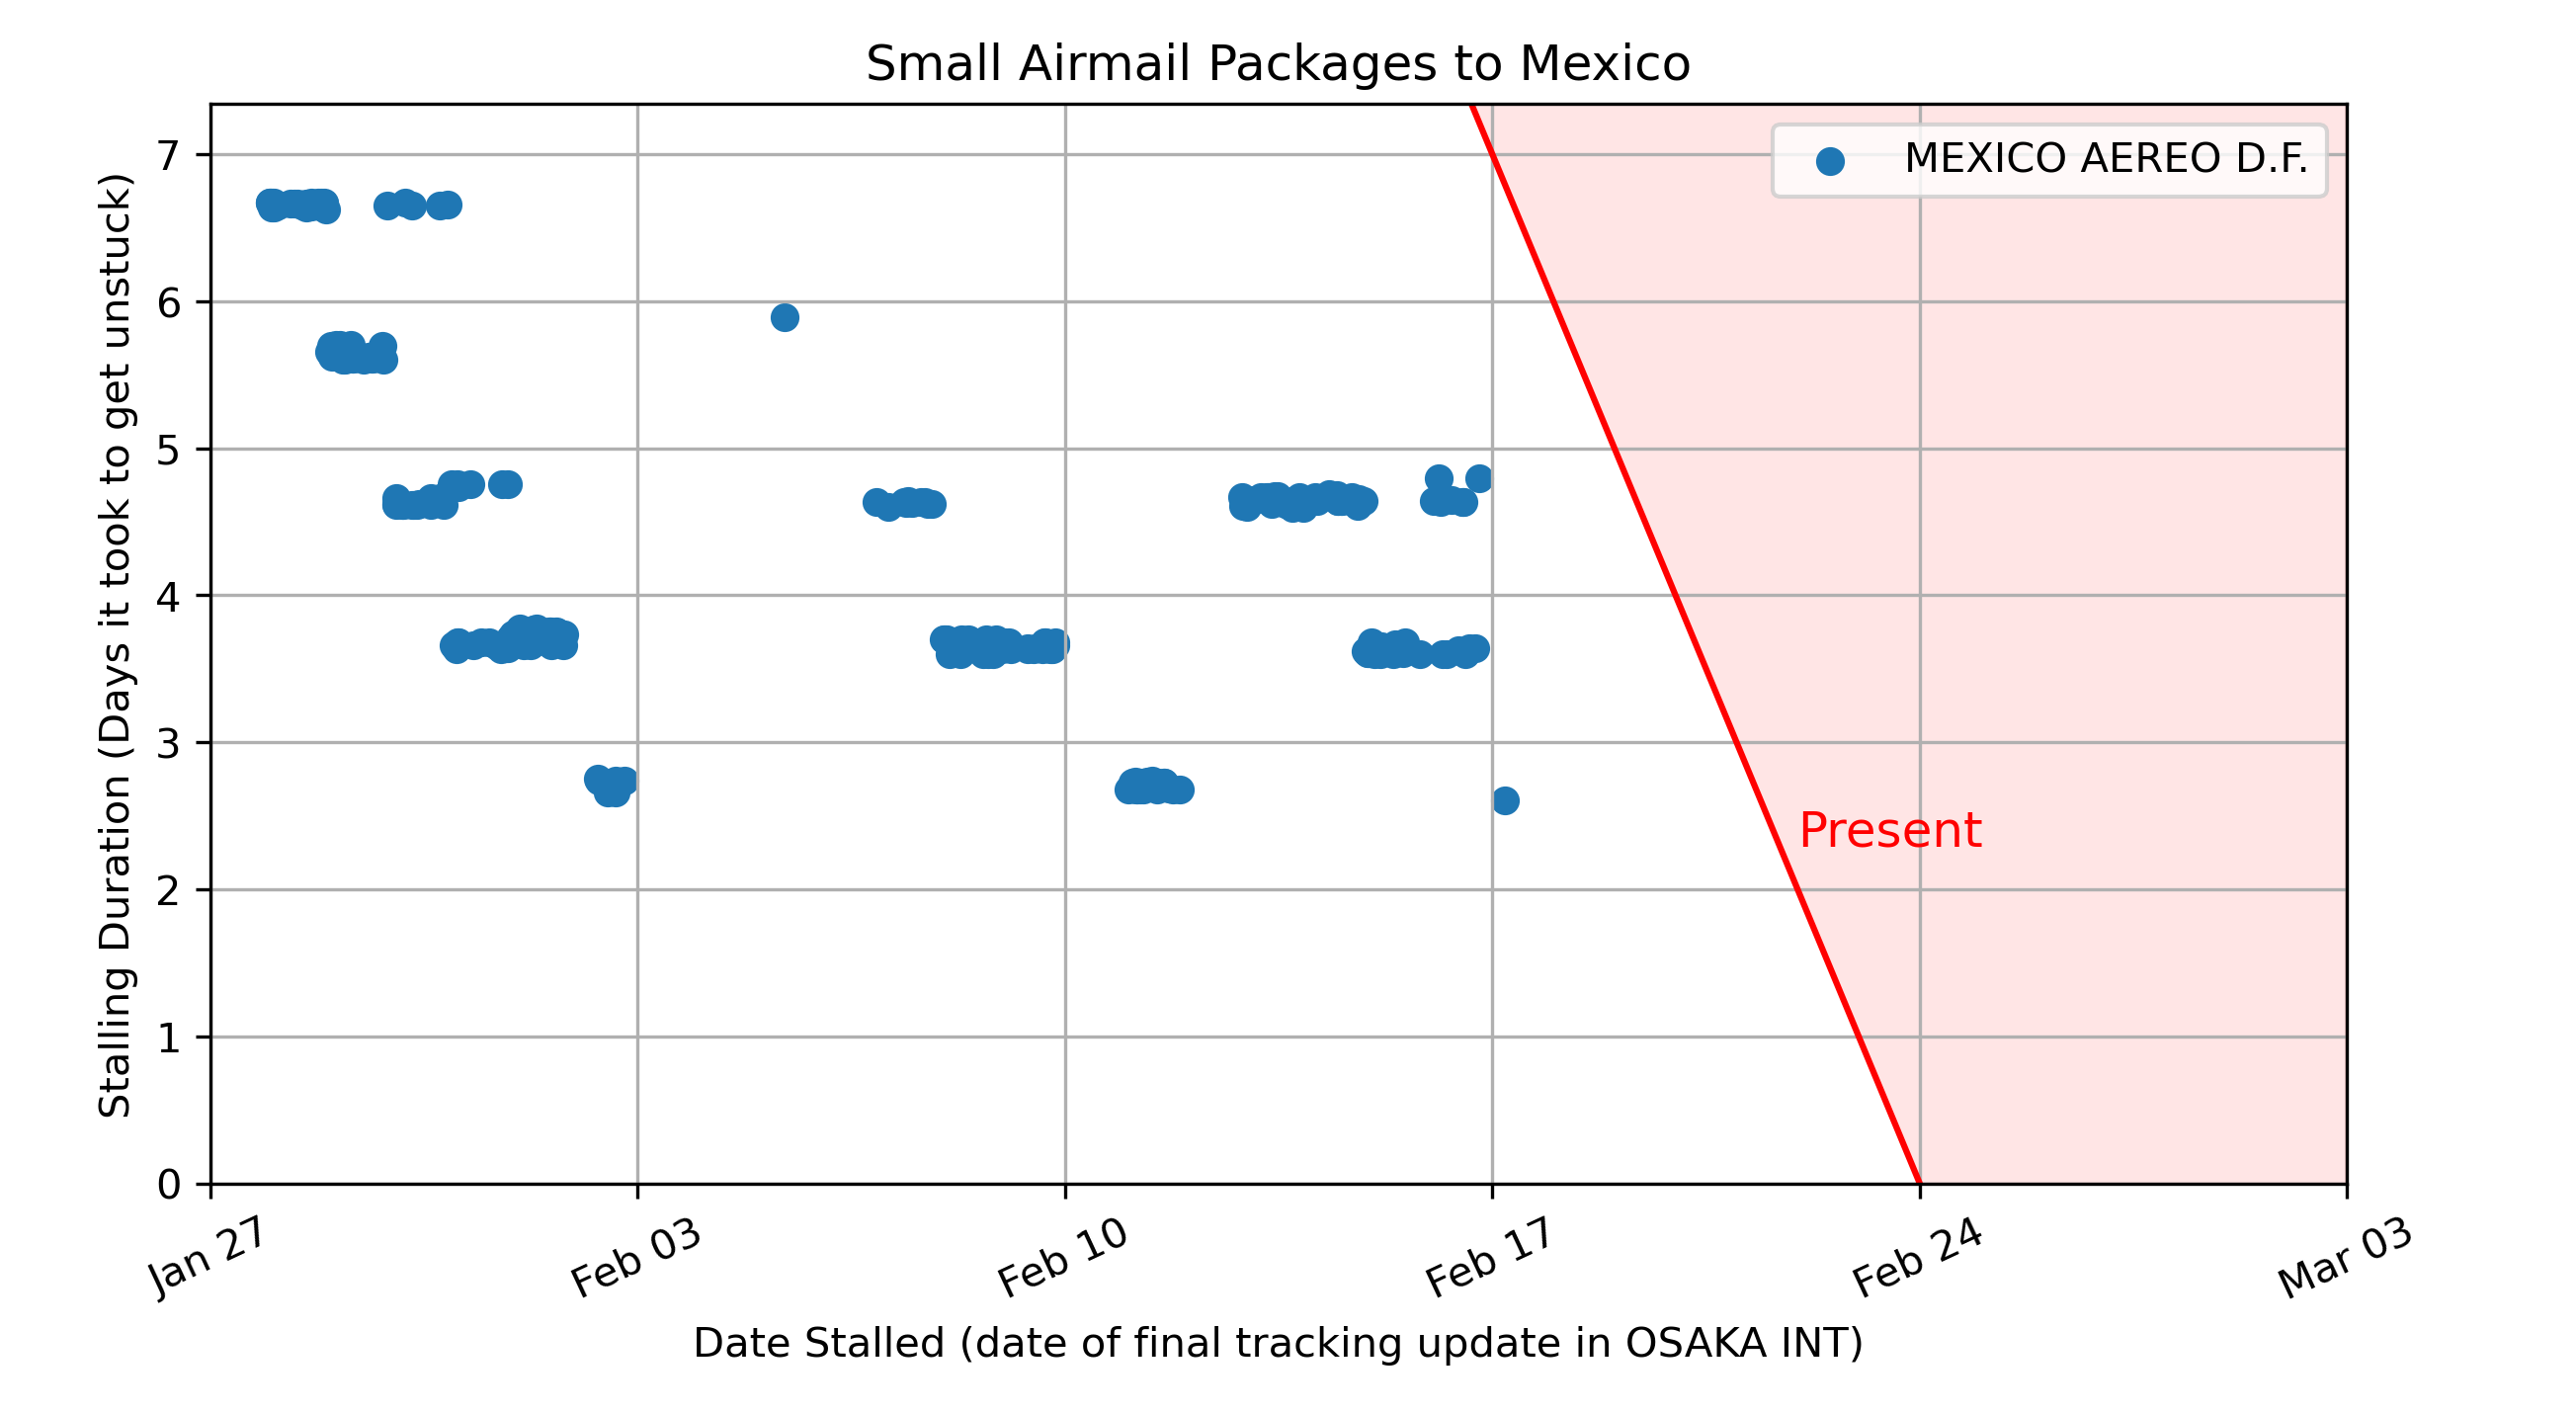 Small Airmail Packages to Mexico
MEXICO AEREO D.F.
Stalling Duration (Days it took to get unstuck)
7
6
5
4
3
2
1
0
Present
Jan 27
Feb 03
Feb 10
Feb 17
Feb 24
Mar 03
Date Stalled (date of final tracking update in OSAKA INT)